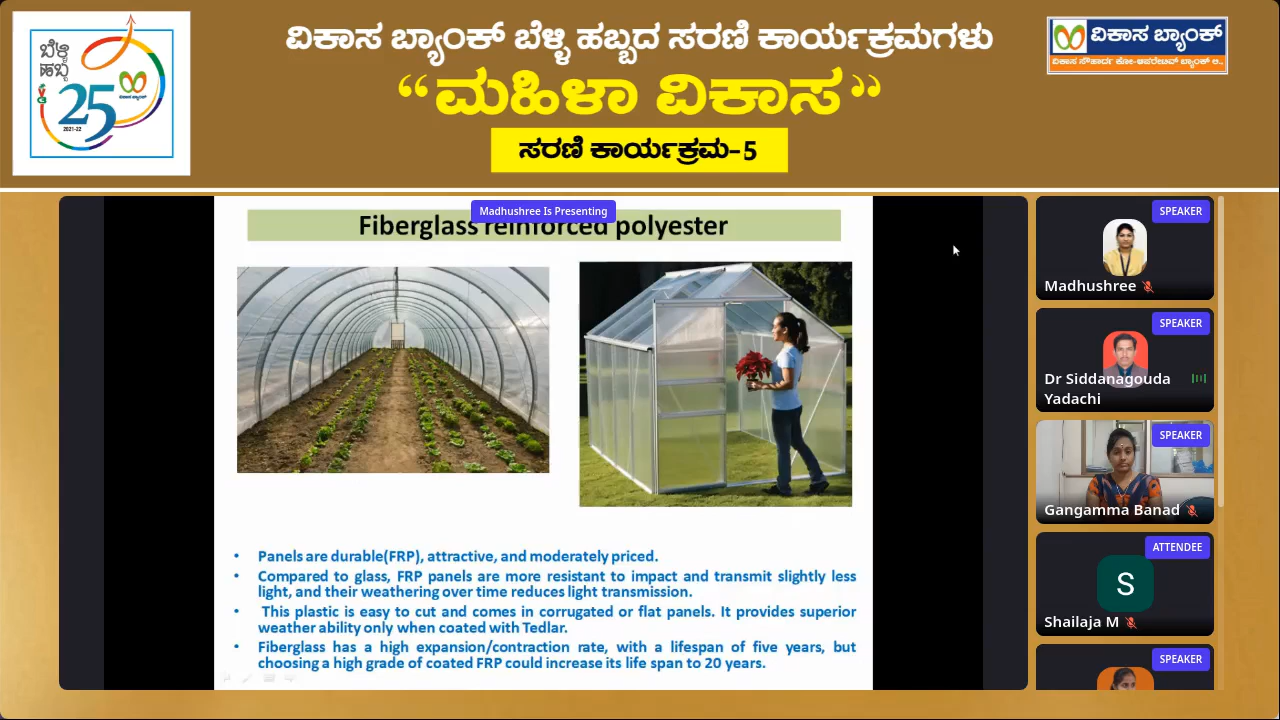 ವಿಕಾಸ ಬ್ಯಾಂಕ್ ಬೆಳ್ಳಿ ಹಬ್ಬದ ಸರಣಿ ಕಾರ್ಯಕ್ರಮಗಳು
“ಮಹಿಳಾ ವಿಕಾಸ”
ಸರಣಿ ಕಾರ್ಯಕ್ರಮ-5
ಬೆಳ್ಳಿ
ಹಬ್ಬ
25
2021-22
ವಿಕಾಸ ಬ್ಯಾಂಕ್
ವಿಕಾಸ ಸೌಹಾರ್ದ ಕೋ-ಆಪರೇಟಿವ್ ಬ್ಯಾಂಕ್ ಲಿ.,
Madhushree Is Presenting
Fiberglass reinforced polyester
• Panels are durable(FRP), attractive, and moderately priced.
• Compared to glass, FRP panels are more resistant to impact and transmit slightly less
light, and their weathering over time reduces light transmission.
• This plastic is easy to cut and comes in corrugated or flat panels. It provides superior
weather ability only when coated with Tedlar.
• Fiberglass has a high expansion/contraction rate, with a lifespan of five years, but
choosing a high grade of coated FRP could increase its life span to 20 years.
SPEAKER
Madhushree
SPEAKER
Dr Siddanagouda
Yadachi
SPEAKER
Gangamma Banad
ATTENDEE
S
Shailaja M
SPEAKER